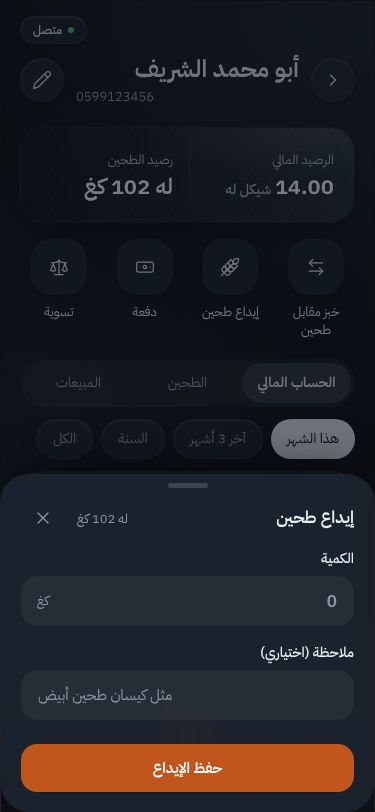 متصل
أبو محمد الشريف
0599123456
الرصيد المالي
14.00 شيكل له
رصيد الطحين
له 102 كغ
خبز مقابل طحين
إيداع طحين
دفعة
تسوية
الحساب المالي
الطحين
المبيعات
هذا الشهر
آخر 3 أشهر
السنة
الكل
إيداع طحين
له 102 كغ
الكمية
0
كغ
ملاحظة (اختياري)
مثل كيسان طحين أبيض
حفظ الإيداع